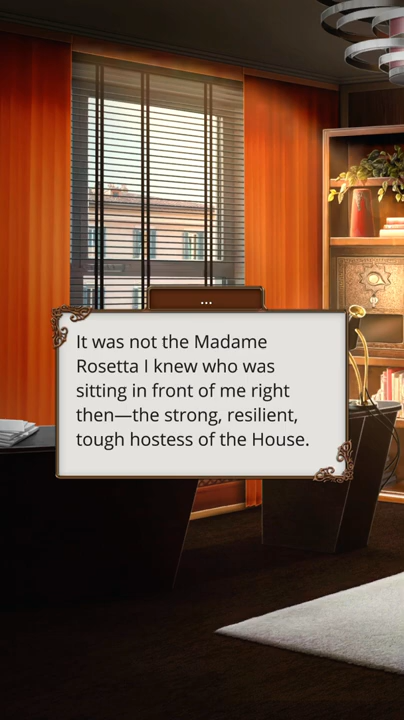 ...
It was not the Madame
Rosetta I knew who was
sitting in front of me right
then—the strong, resilient,
tough hostess of the House.